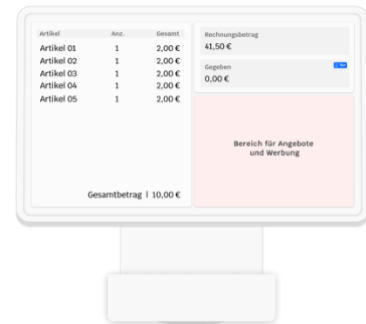 Artikel Anz. Gesamt
Artikel 01 1 2,00 €
Artikel 02 1 2,00 €
Artikel 03 1 2,00 €
Artikel 04 1 2,00 €
Artikel 05 1 2,00 €
Gesamtbetrag | 10,00 €
Rechnungsbetrag
41,50 €
Gegeben
0,00 €
Bereich für Angebote
und Werbung